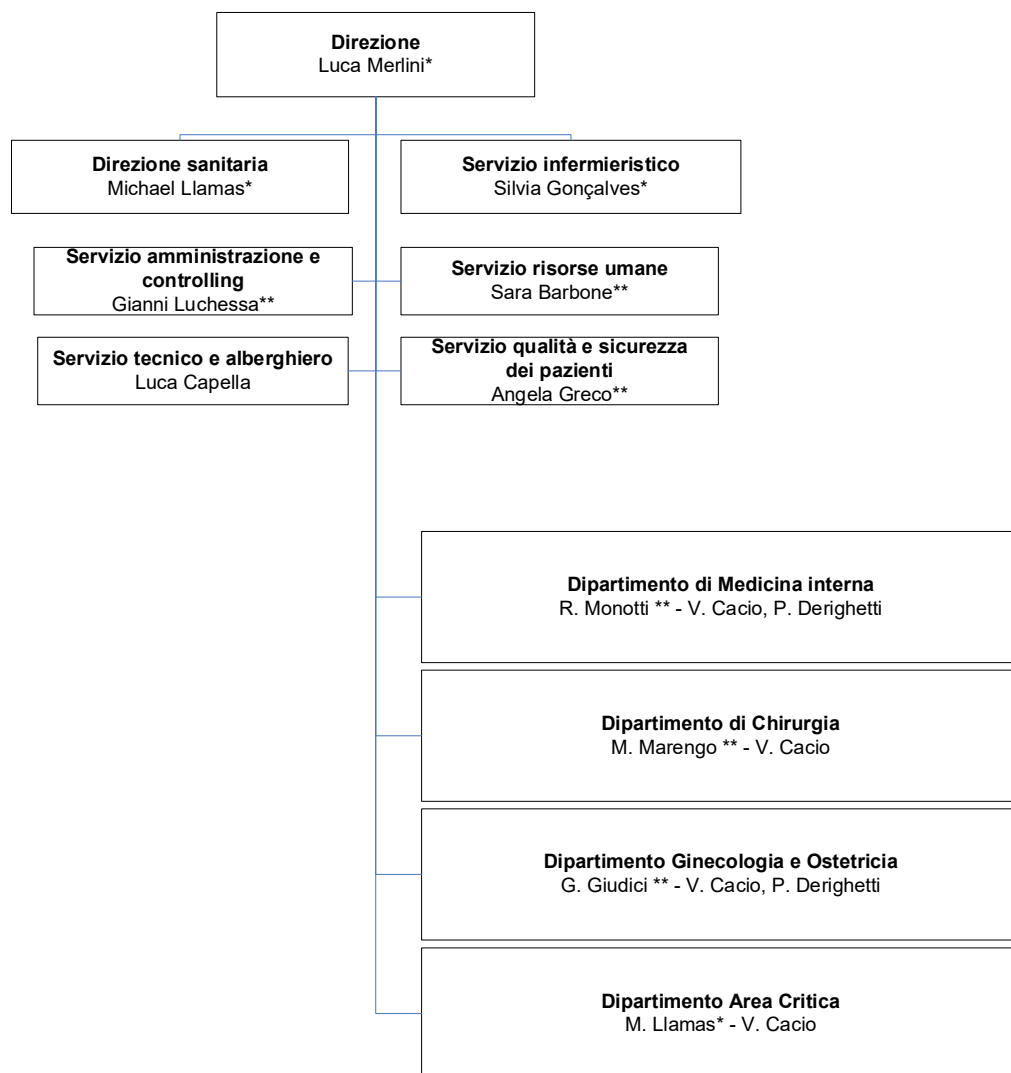 Direzione
Luca Merlini*
Direzione sanitaria
Michael Llamas*
Servizio infermieristico
Silvia Gonçalves*
Servizio amministrazione e
controlling
Gianni Luchessa**
Servizio risorse umane
Sara Barbone**
Servizio tecnico e alberghiero
Luca Capella
Servizio qualità e sicurezza
dei pazienti
Angela Greco**
Dipartimento di Medicina interna
R. Monotti ** - V. Cacio, P. Derighetti
Dipartimento di Chirurgia
M. Marengo ** - V. Cacio
Dipartimento Ginecologia e Ostetricia
G. Giudici ** - V. Cacio, P. Derighetti
Dipartimento Area Critica
M. Llamas* - V. Cacio